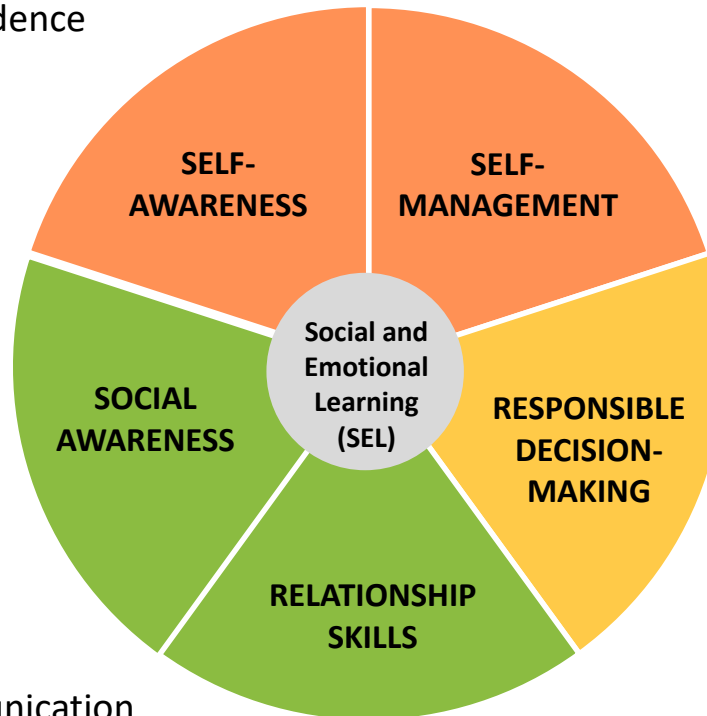 dence
SELF-
AWARENESS
SELF-
MANAGEMENT
Social and
Emotional
Learning
(SEL)
SOCIAL
AWARENESS
RESPONSIBLE
DECISION-
MAKING
RELATIONSHIP
SKILLS
unication